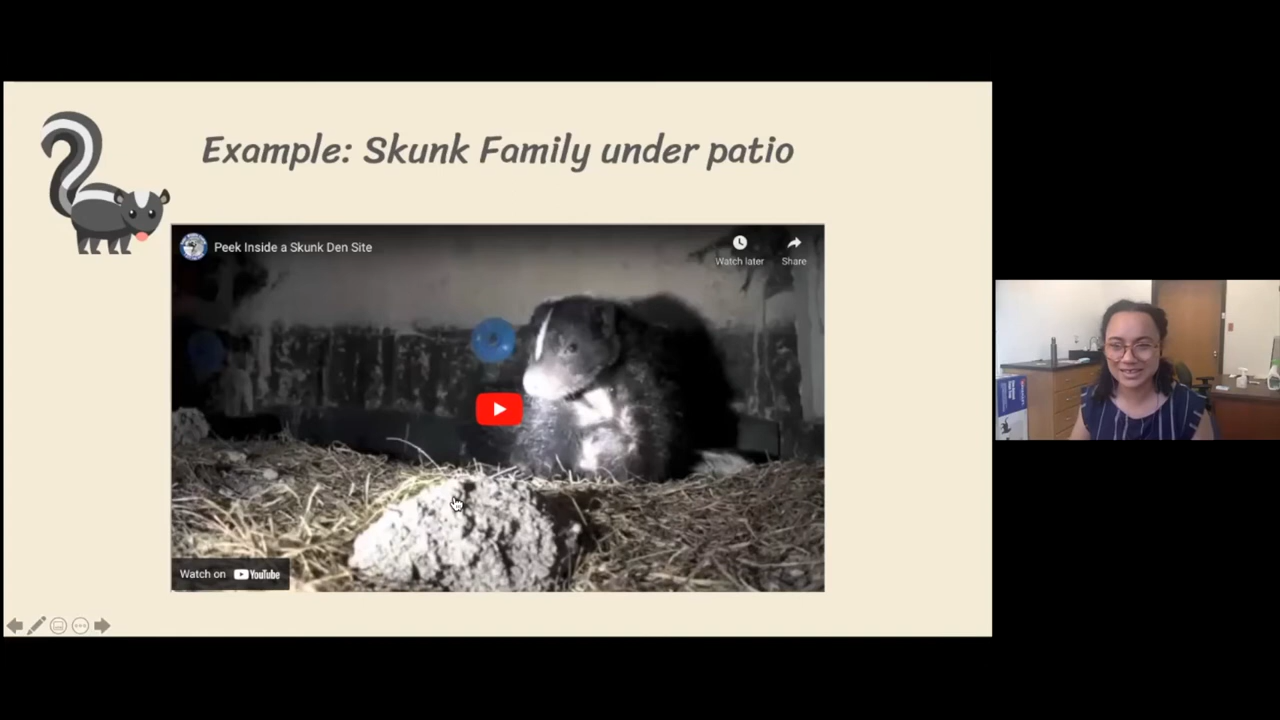 Example: Skunk Family under patio
Peek Inside a Skunk Den Site
Watch later
Share
Watch on YouTube